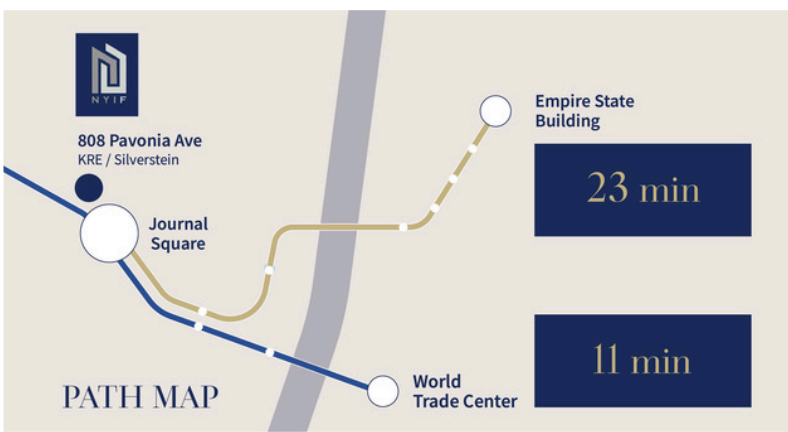 NYIF
808 Pavonia Ave
KRE / Silverstein
Journal
Square
Empire State
Building
23 min
11 min
World
Trade Center
PATH MAP